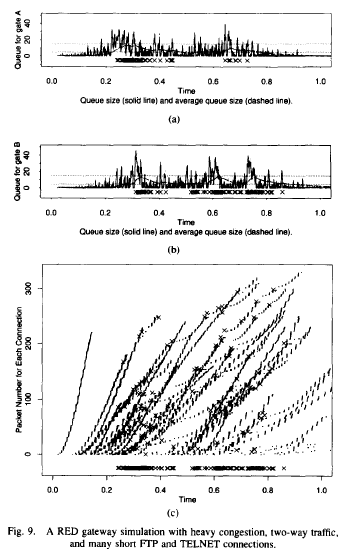 Queue for gate A
0 20 40
0.0 0.2 0.4 0.6 0.8 1.0
Time
Queue size (solid line) and average queue size (dashed line).
(a)
Queue for gate B
0 20 40
0.0 0.2 0.4 0.6 0.8 1.0
Time
Queue size (solid line) and average queue size (dashed line).
(b)
Packet Number for Each Connection
0 100 200 300
0.0 0.2 0.4 0.6 0.8 1.0
Time
(c)
Fig. 9. A RED gateway simulation with heavy congestion, two-way traffic,
and many short FTP and TELNET connections.